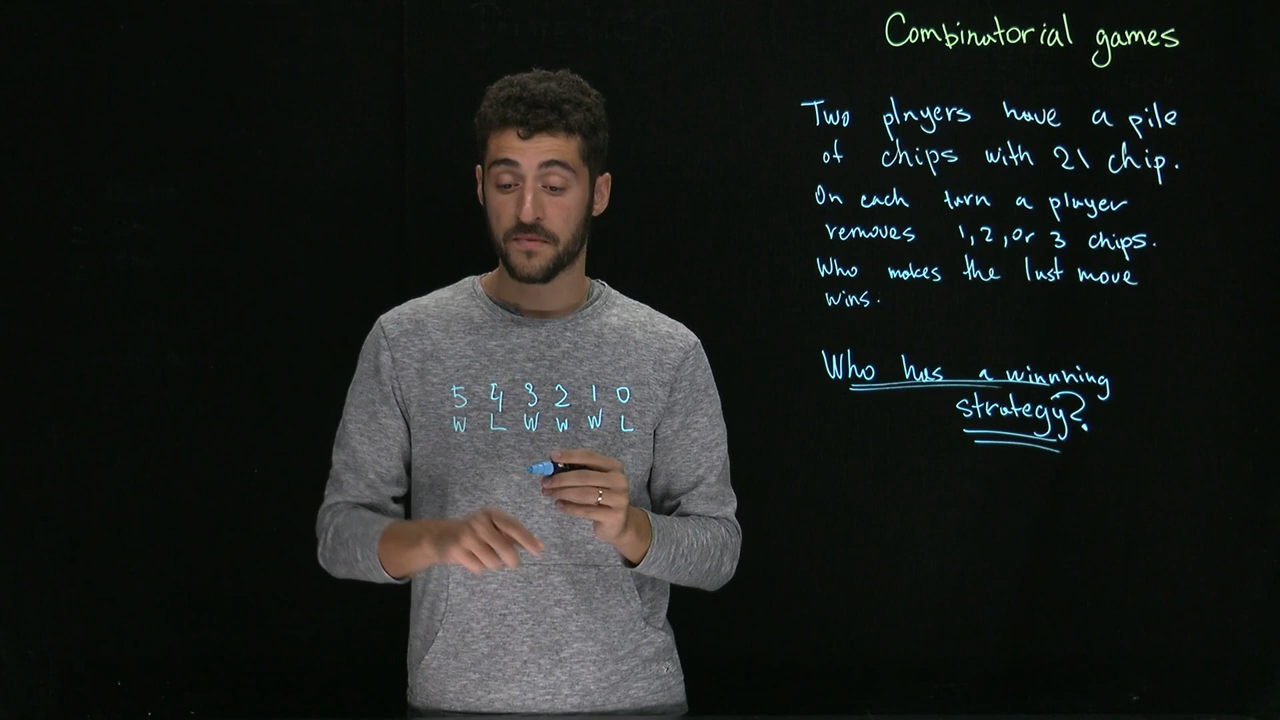 Combinatorial games
Two players have a pile
of chips with 21 chip.
On each turn a player
removes 1, 2, or 3 chips.
Who makes the last move
wins.
Who has a winnning
strategy?
5 4 3 2 1 0
W L W W W L